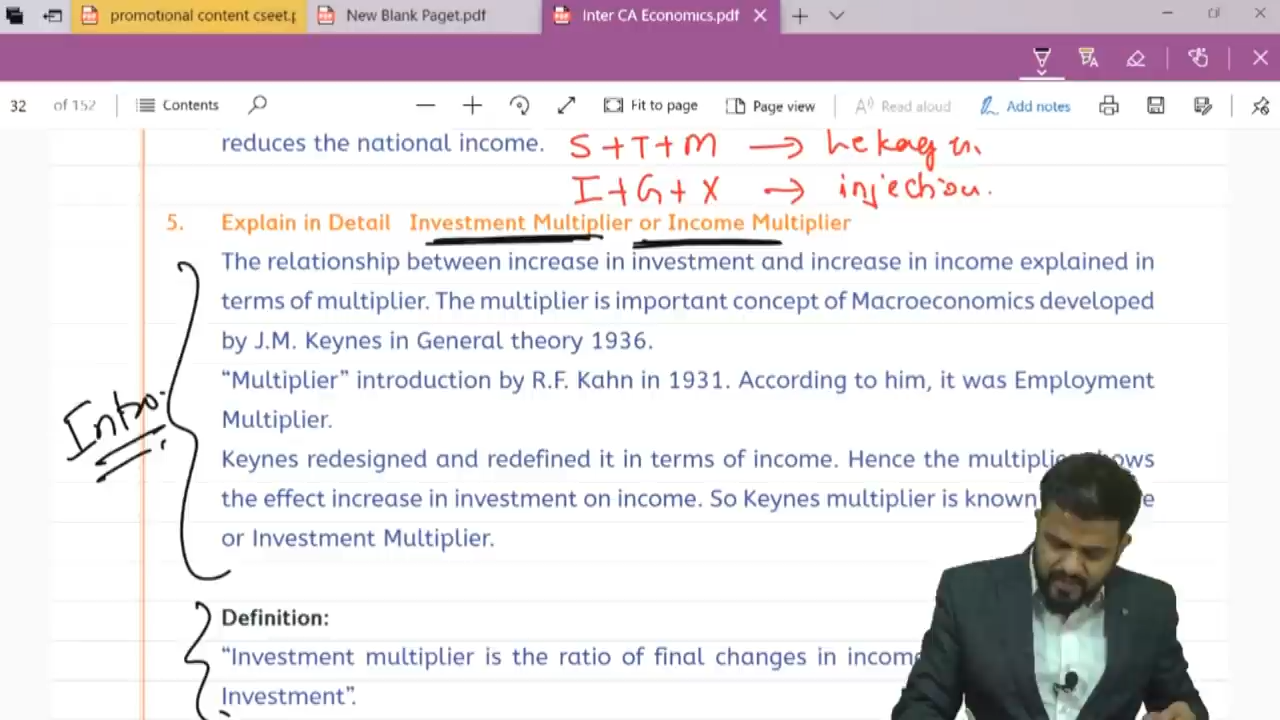 promotional content cseet.p
New Blank Paget.pdf
Inter CA Economics.pdf
32 of 152
Contents
Fit to page
Page view
Read aloud
Add notes
reduces the national income. S + T + M →
I + G + X → injection.
5. Explain in Detail Investment Multiplier or Income Multiplier
The relationship between increase in investment and increase in income explained in
terms of multiplier. The multiplier is important concept of Macroeconomics developed
by J.M. Keynes in General theory 1936.
“Multiplier” introduction by R.F. Kahn in 1931. According to him, it was Employment
Multiplier.
Intro.
Keynes redesigned and redefined it in terms of income. Hence the multiplier shows
the effect increase in investment on income. So Keynes multiplier is known
or Investment Multiplier.
Definition:
“Investment multiplier is the ratio of final changes in income
Investment”.